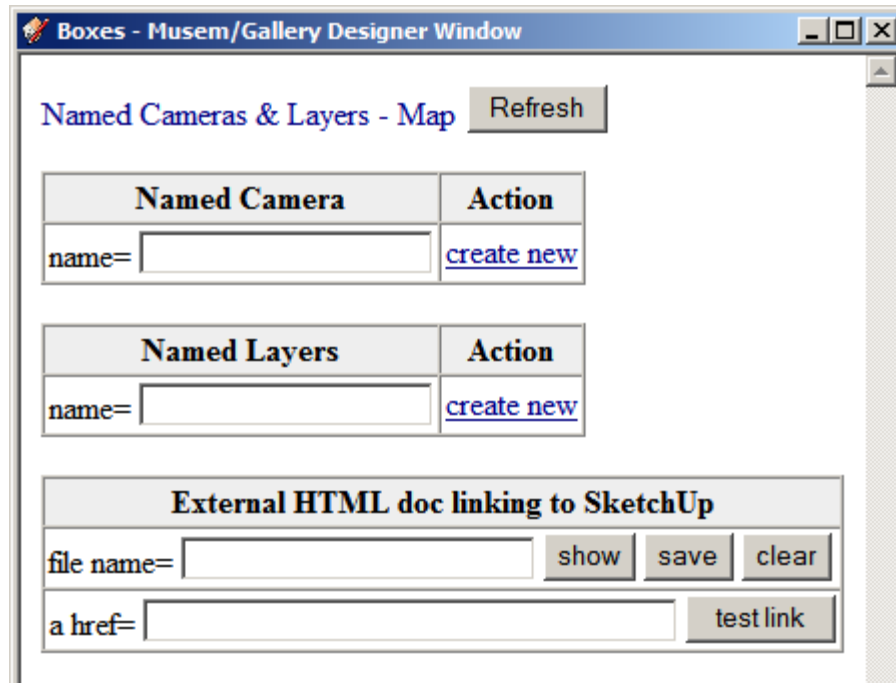 Boxes - Musem/Gallery Designer Window
Named Cameras & Layers - Map Refresh
Named Camera Action
name= create new
Named Layers Action
name= create new
External HTML doc linking to SketchUp
file name= show save clear
a href= test link